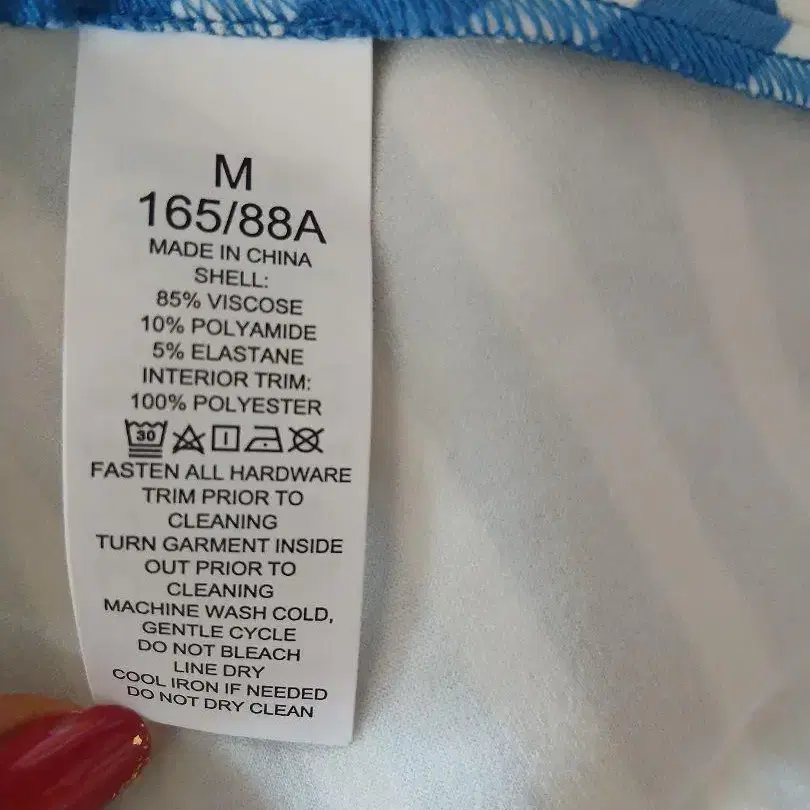 M
165/88A
MADE IN CHINA
SHELL:
85% VISCOSE
10% POLYAMIDE
5% ELASTANE
INTERIOR TRIM:
100% POLYESTER
30
FASTEN ALL HARDWARE
TRIM PRIOR TO
CLEANING
TURN GARMENT INSIDE
OUT PRIOR TO
CLEANING
MACHINE WASH COLD,
GENTLE CYCLE
DO NOT BLEACH
LINE DRY
COOL IRON IF NEEDED
DO NOT DRY CLEAN